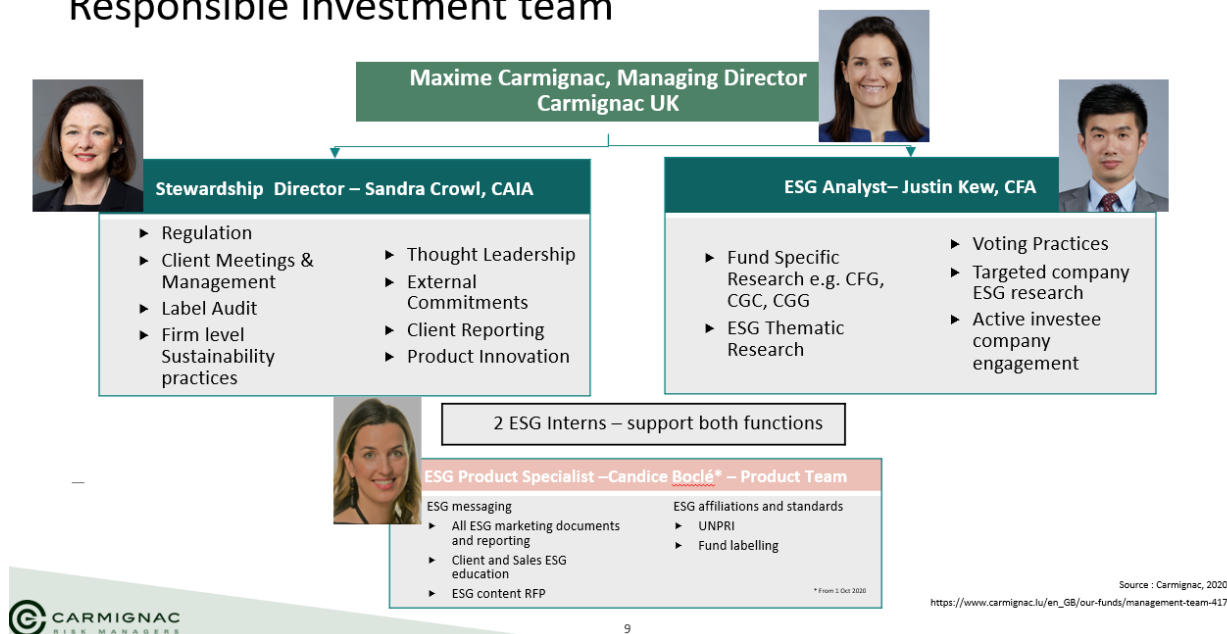 Responsible Investment team
Maxime Carmignac, Managing Director
Carmignac UK
Stewardship  Director – Sandra Crowl, CAIA
Regulation
Client Meetings &
Management
Label Audit
Firm level
Sustainability
practices
Thought Leadership
External
Commitments
Client Reporting
Product Innovation
ESG Analyst– Justin Kew, CFA
Fund Specific
Research e.g. CFG,
CGC, CGG
ESG Thematic
Research
Voting Practices
Targeted company
ESG research
Active investee
company
engagement
2 ESG Interns – support both functions
ESG Product Specialist –Candice Boclé* – Product Team
ESG messaging
All ESG marketing documents
and reporting
Client and Sales ESG
education
ESG content RFP
ESG affiliations and standards
UNPRI
Fund labelling
* From 1 Oct 2020
Source : Carmignac, 2020
https://www.carmignac.lu/en_GB/our-funds/management-team-417
CARMIGNAC
RISK MANAGERS
9